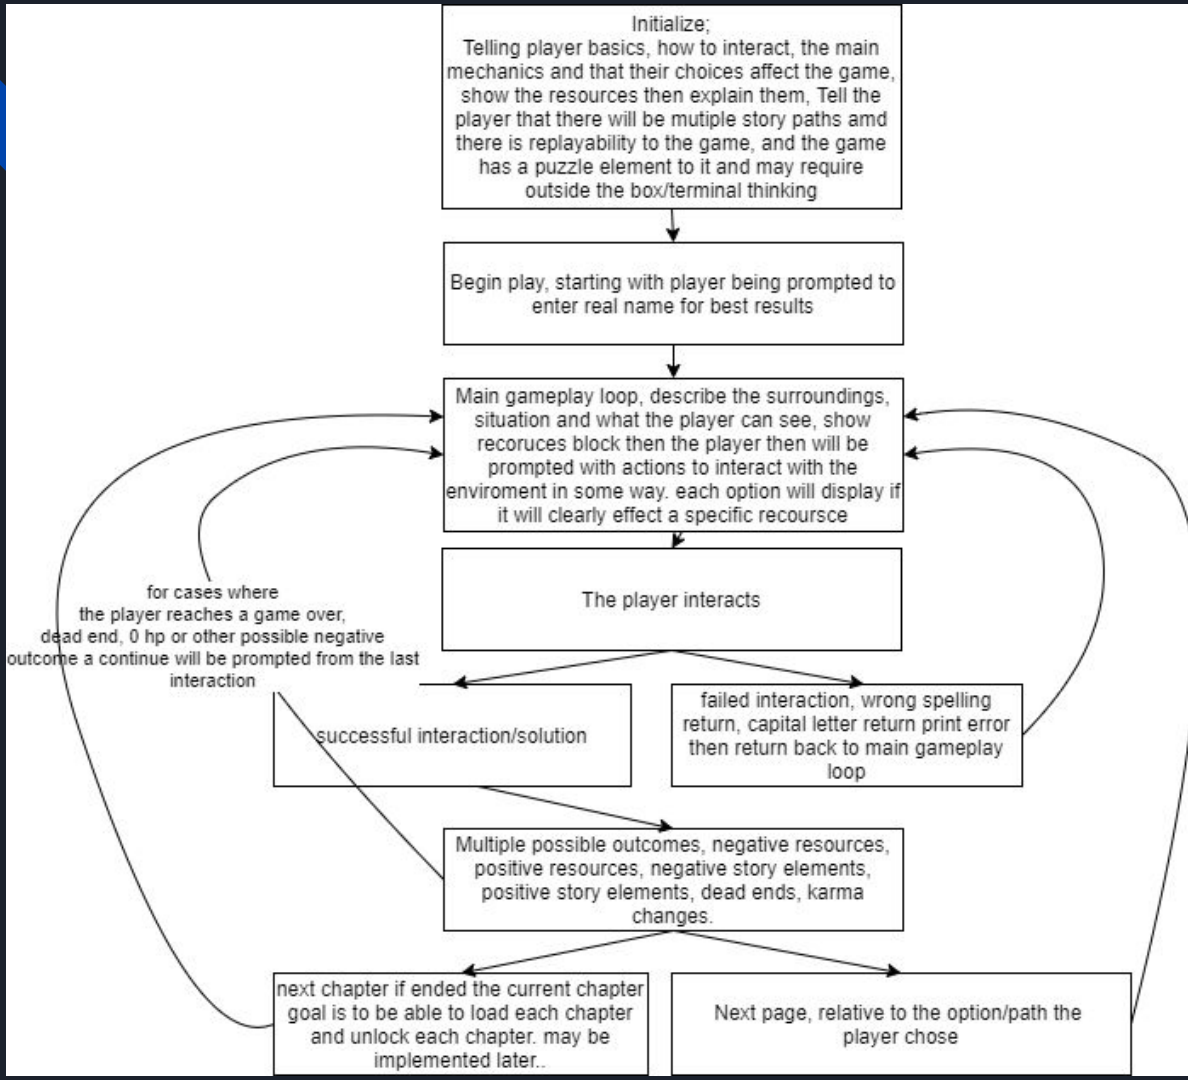 Initialize;
Telling player basics, how to interact, the main
mechanics and that their choices affect the game,
show the resources then explain them, Tell the
player that there will be mutiple story paths amd
there is replayability to the game, and the game
has a puzzle element to it and may require
outside the box/terminal thinking
Begin play, starting with player being prompted to
enter real name for best results
Main gameplay loop, describe the surroundings,
situation and what the player can see, show
recoruces block then the player then will be
prompted with actions to interact with the
enviroment in some way. each option will display if
it will clearly effect a specific recoursce
The player interacts
for cases where
the player reaches a game over,
dead end, 0 hp or other possible negative
outcome a continue will be prompted from the last
interaction
successful interaction/solution
failed interaction, wrong spelling
return, capital letter return print error
then return back to main gameplay
loop
Multiple possible outcomes, negative resources,
positive resources, negative story elements,
positive story elements, dead ends, karma
changes.
next chapter if ended the current chapter
goal is to be able to load each chapter
and unlock each chapter. may be
implemented later..
Next page, relative to the option/path the
player chose